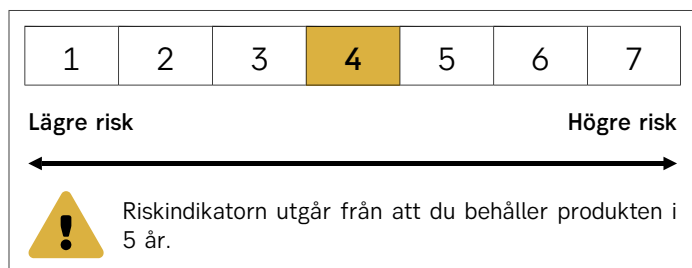 1 2 3 4 5 6 7
Lägre risk Högre risk
Riskindikatorn utgår från att du behåller produkten i
5 år.